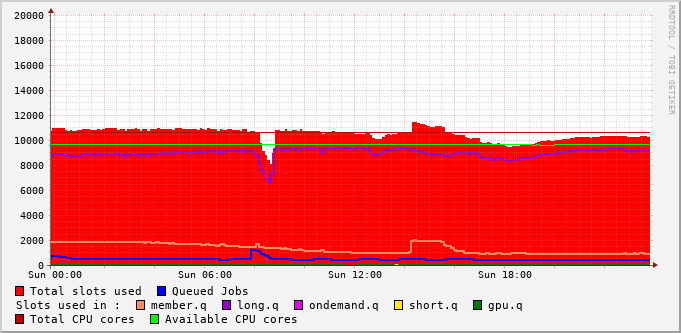 20000
18000
16000
14000
12000
10000
8000
6000
4000
2000
0
Sun 00:00 Sun 06:00 Sun 12:00 Sun 18:00
RRDTOOL / TOBI OETIKER
Total slots used Queued Jobs
Slots used in : member.q long.q ondemand.q short.q gpu.q
Total CPU cores Available CPU cores